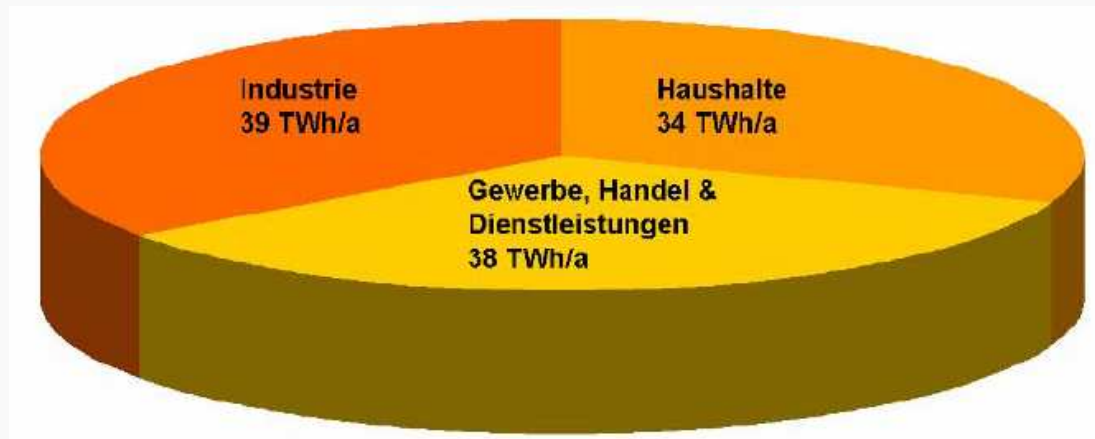 Industrie
39 TWh/a
Haushalte
34 TWh/a
Gewerbe, Handel &
Dienstleistungen
38 TWh/a